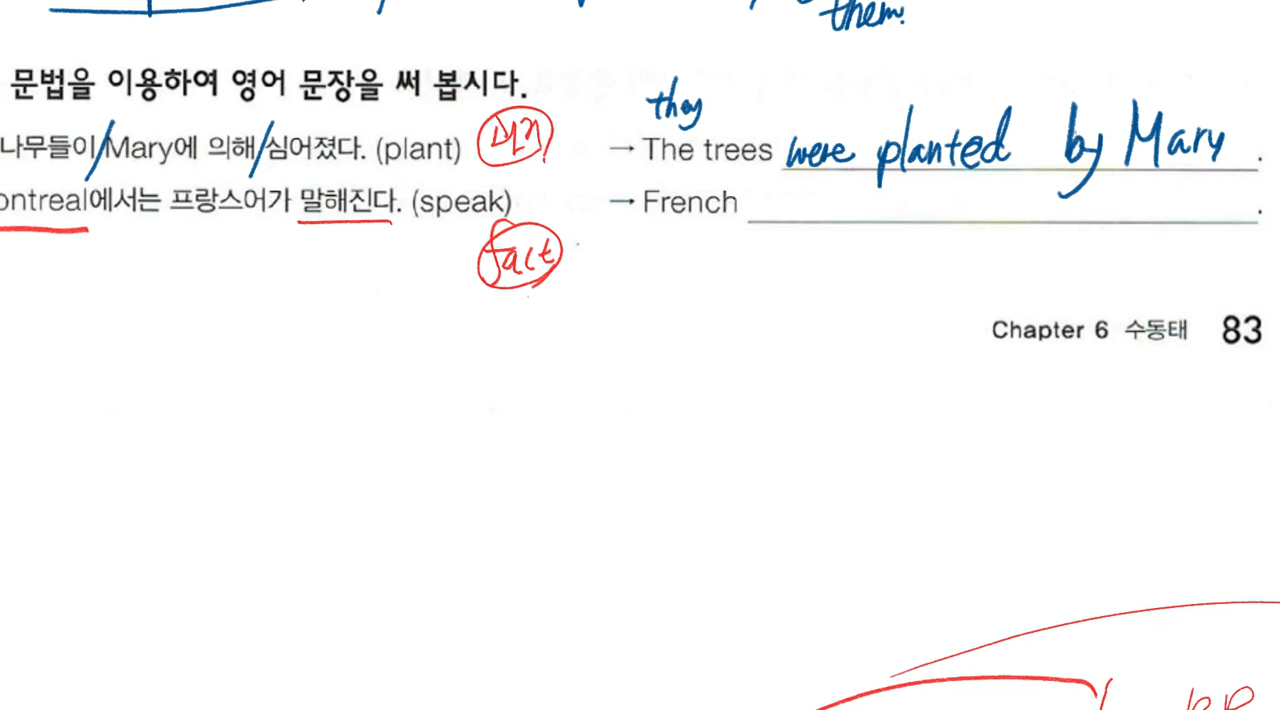 them.
문법을 이용하여 영어 문장을 써 봅시다.
they
나무들이/Mary에 의해/심어졌다. (plant) 과거 → The trees were planted by Mary.
ontreal에서는 프랑스어가 말해진다. (speak) → French .
fact
Chapter 6 수동태 83